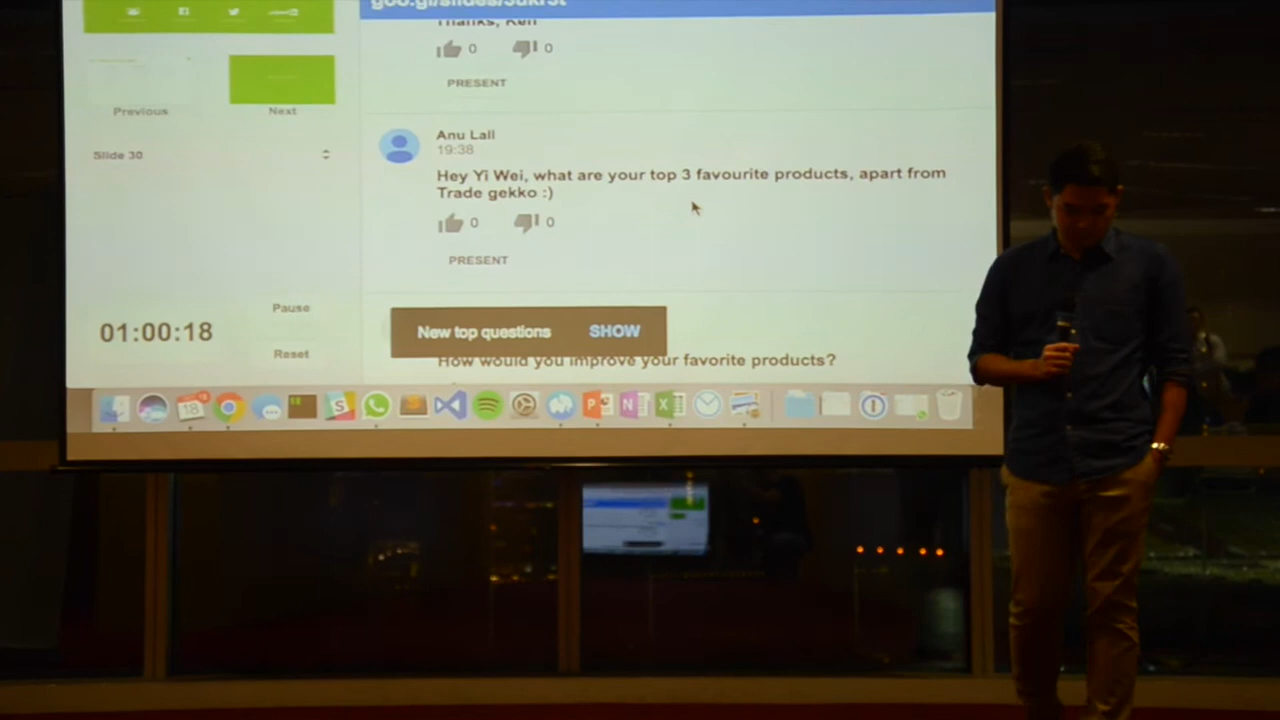 Thanks, Ken
0
0
PRESENT
Previous
Next
Slide 30
Anu Lall
19:38
Hey Yi Wei, what are your top 3 favourite products, apart from
Trade gekko :)
0
0
PRESENT
Pause
01:00:18
Reset
New top questions
SHOW
How would you improve your favorite products?
18